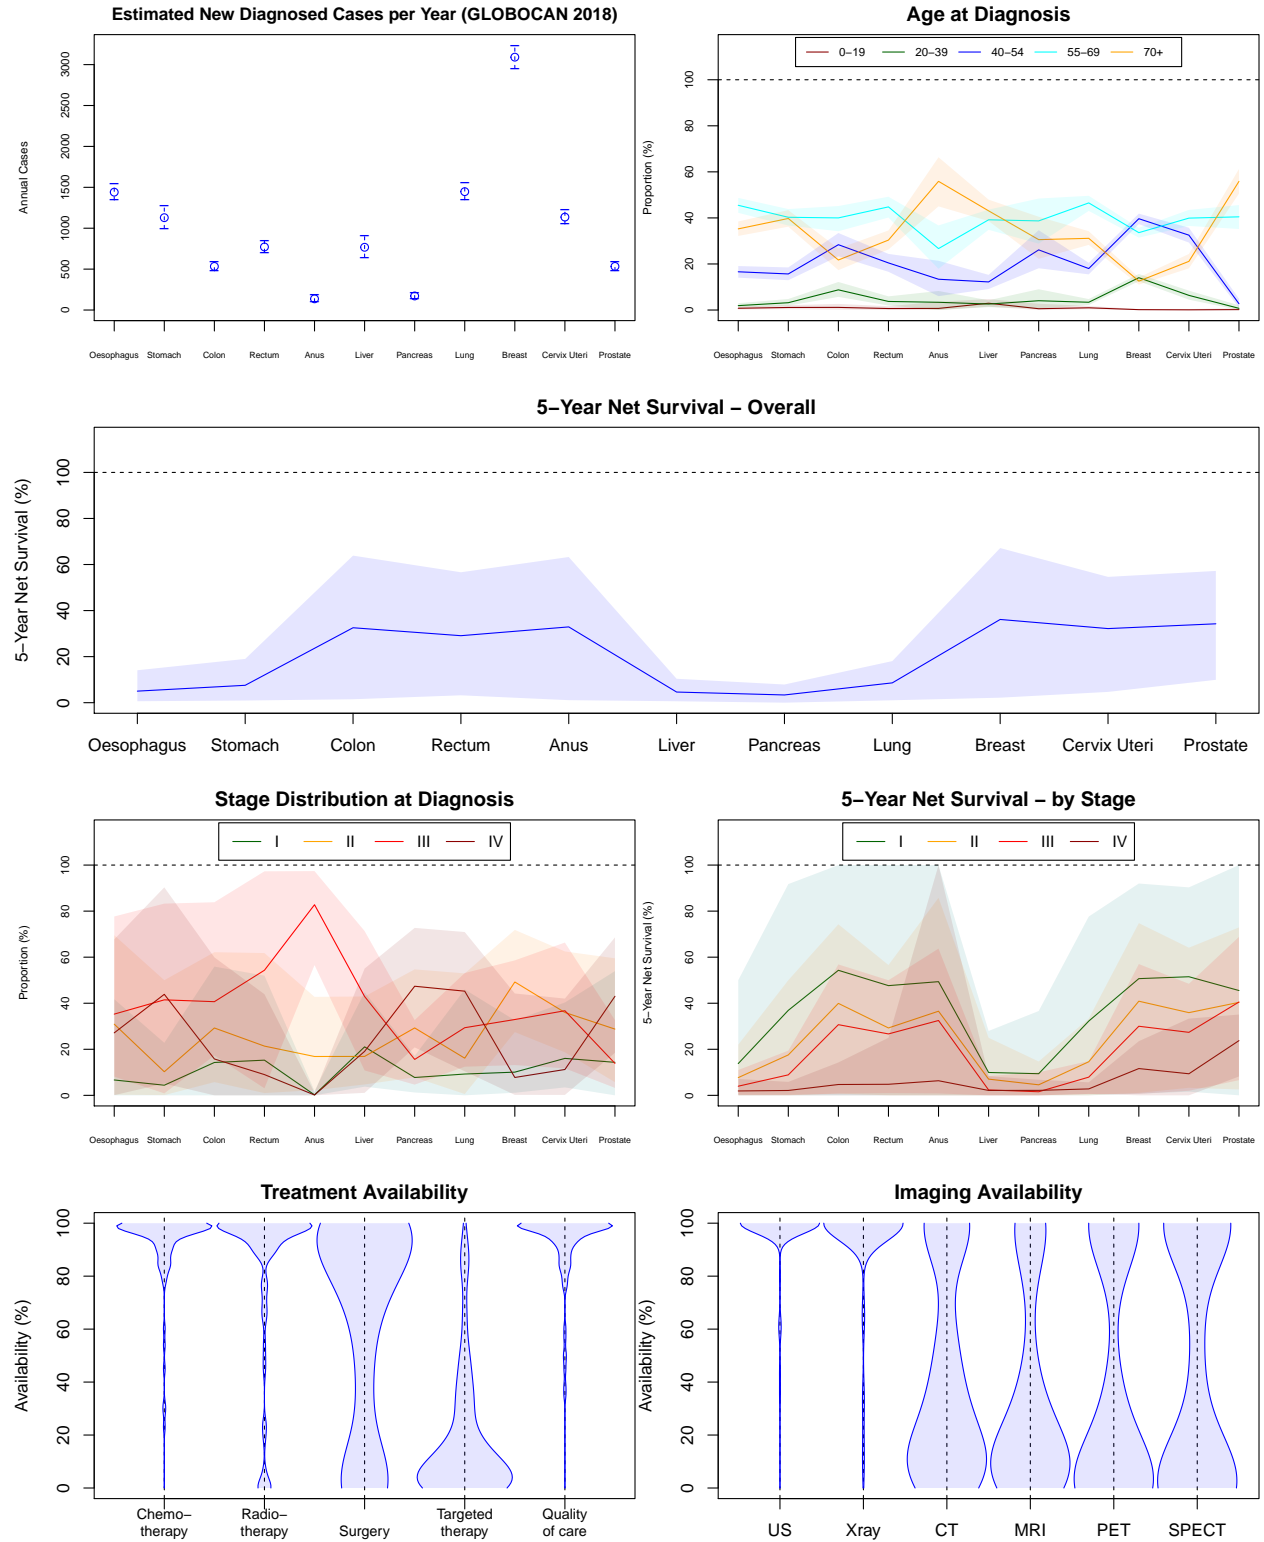 Estimated New Diagnosed Cases per Year (GLOBOCAN 2018)
Annual Cases
3000
2500
2000
1500
1000
500
0
Oesophagus Stomach Colon Rectum Anus Liver Pancreas Lung Breast Cervix Uteri Prostate
Age at Diagnosis
0–19 20–39 40–54 55–69 70+
Proportion (%)
100
80
60
40
20
0
Oesophagus Stomach Colon Rectum Anus Liver Pancreas Lung Breast Cervix Uteri Prostate
5–Year Net Survival – Overall
5–Year Net Survival (%)
100
80
60
40
20
0
Oesophagus Stomach Colon Rectum Anus Liver Pancreas Lung Breast Cervix Uteri Prostate
Stage Distribution at Diagnosis
I II III IV
Proportion (%)
100
80
60
40
20
0
Oesophagus Stomach Colon Rectum Anus Liver Pancreas Lung Breast Cervix Uteri Prostate
5–Year Net Survival – by Stage
I II III IV
5–Year Net Survival (%)
100
80
60
40
20
0
Oesophagus Stomach Colon Rectum Anus Liver Pancreas Lung Breast Cervix Uteri Prostate
Treatment Availability
Availability (%)
100
80
60
40
20
0
Chemo–
therapy
Radio–
therapy
Surgery
Targeted
therapy
Quality
of care
Imaging Availability
Availability (%)
100
80
60
40
20
0
US Xray CT MRI PET SPECT